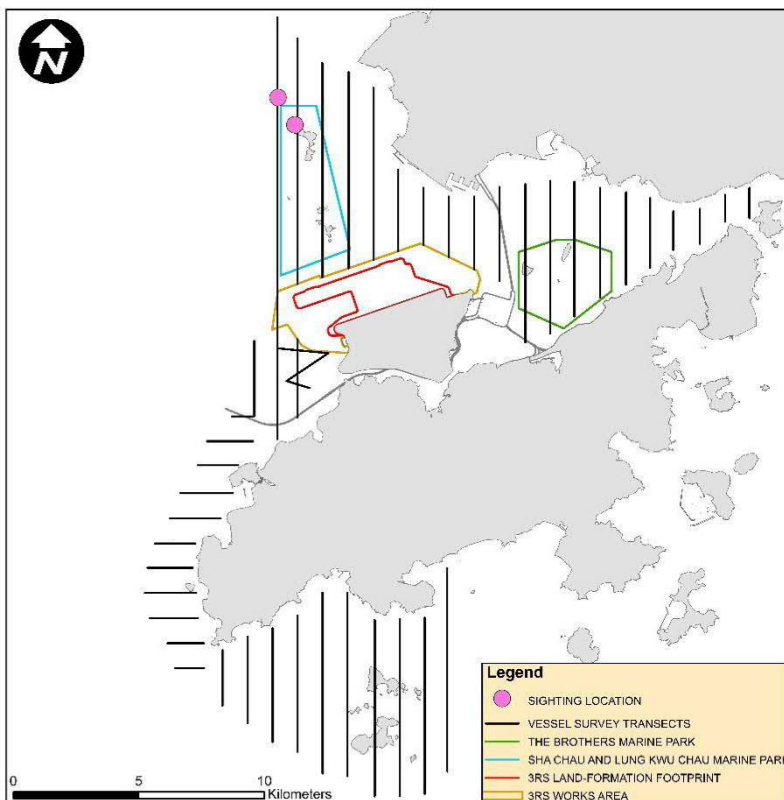 N
Legend
SIGHTING LOCATION
VESSEL SURVEY TRANSECTS
THE BROTHERS MARINE PARK
SHA CHAU AND LUNG KWU CHAU MARINE PARK
3RS LAND-FORMATION FOOTPRINT
3RS WORKS AREA
0 5 10
Kilometers